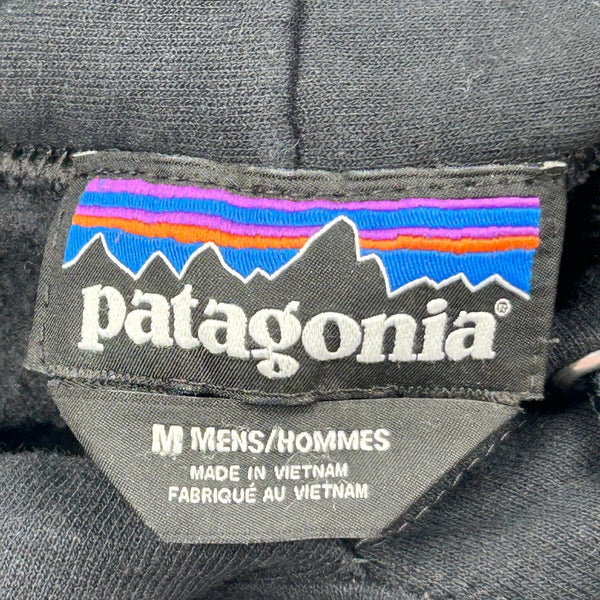 patagonia®
M MENS/HOMMES
MADE IN VIETNAM
FABRIQUÉ AU VIETNAM